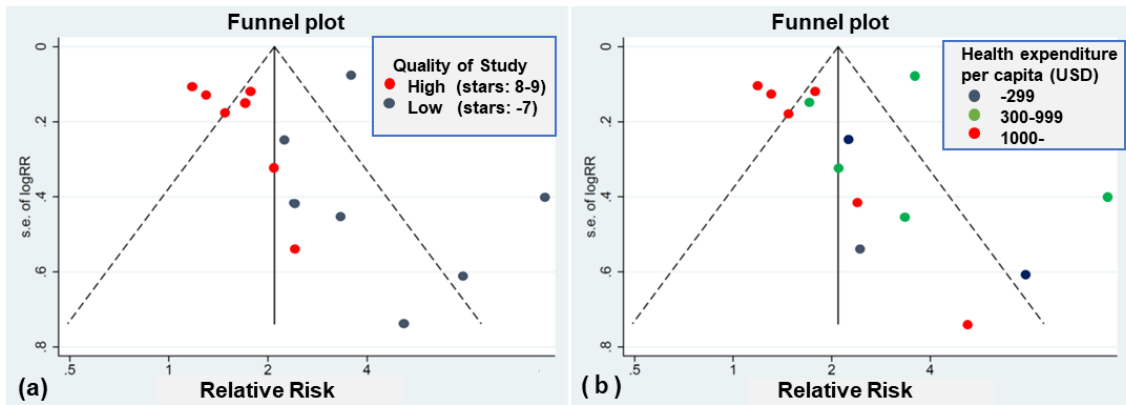 Funnel plot
Quality of Study
High (stars: 8-9)
Low (stars: -7)
0
.2
.4
.6
.8
s.e. of logRR
.5
1
2
4
Relative Risk
(a)
Funnel plot
Health expenditure
per capita (USD)
-299
300-999
1000-
0
.2
.4
.6
.8
s.e. of logRR
.5
1
2
4
Relative Risk
( b )